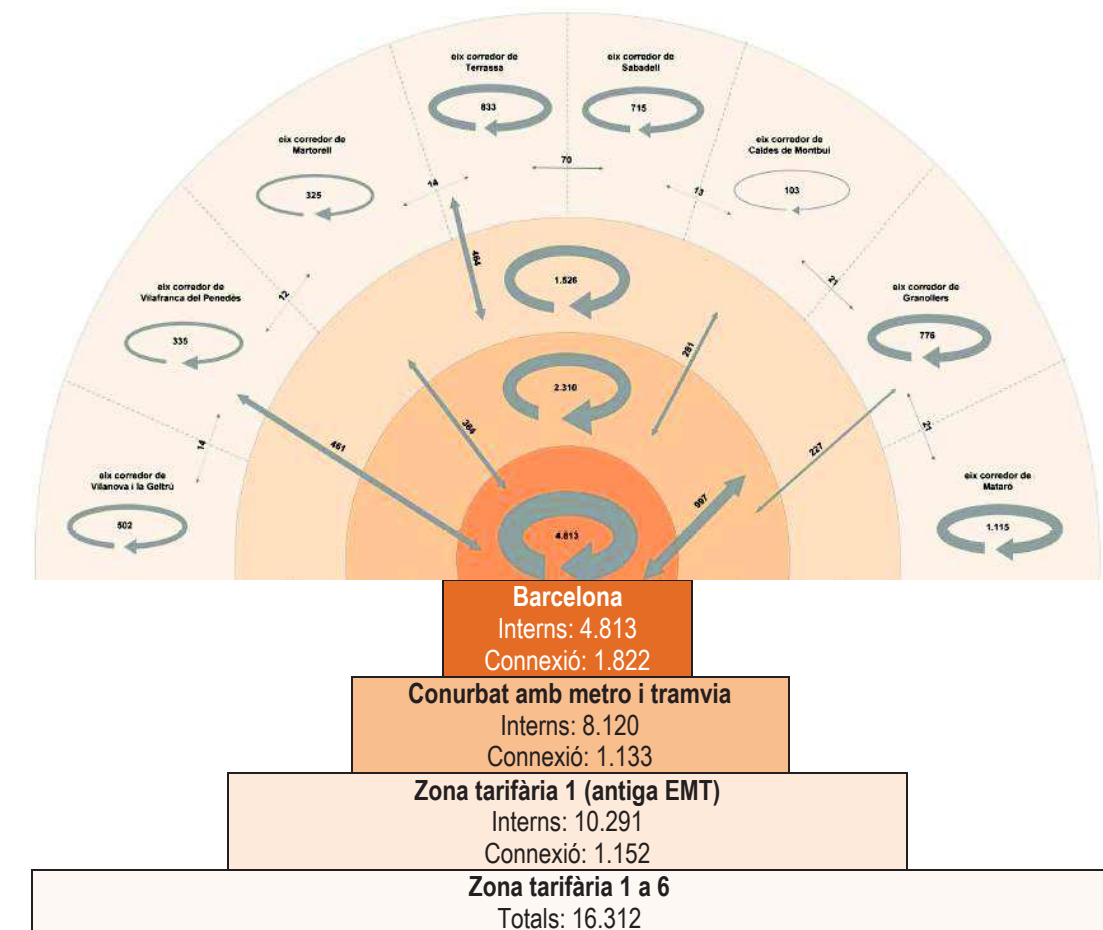 eix corredor de
Terrassa
833
eix corredor de
Sabadell
715
eix corredor de
Martorell
325
eix corredor de
Caldes de Montbui
103
14
70
13
464
1.526
eix corredor de
Vilafranca del Penedès
335
12
21
eix corredor de
Granollers
776
281
2.310
364
461
14
997
227
21
eix corredor de
Vilanova i la Geltrú
502
eix corredor de
Mataró
1.115
4.813
Barcelona
Interns: 4.813
Connexió: 1.822
Conurbat amb metro i tramvia
Interns: 8.120
Connexió: 1.133
Zona tarifària 1 (antiga EMT)
Interns: 10.291
Connexió: 1.152
Zona tarifària 1 a 6
Totals: 16.312